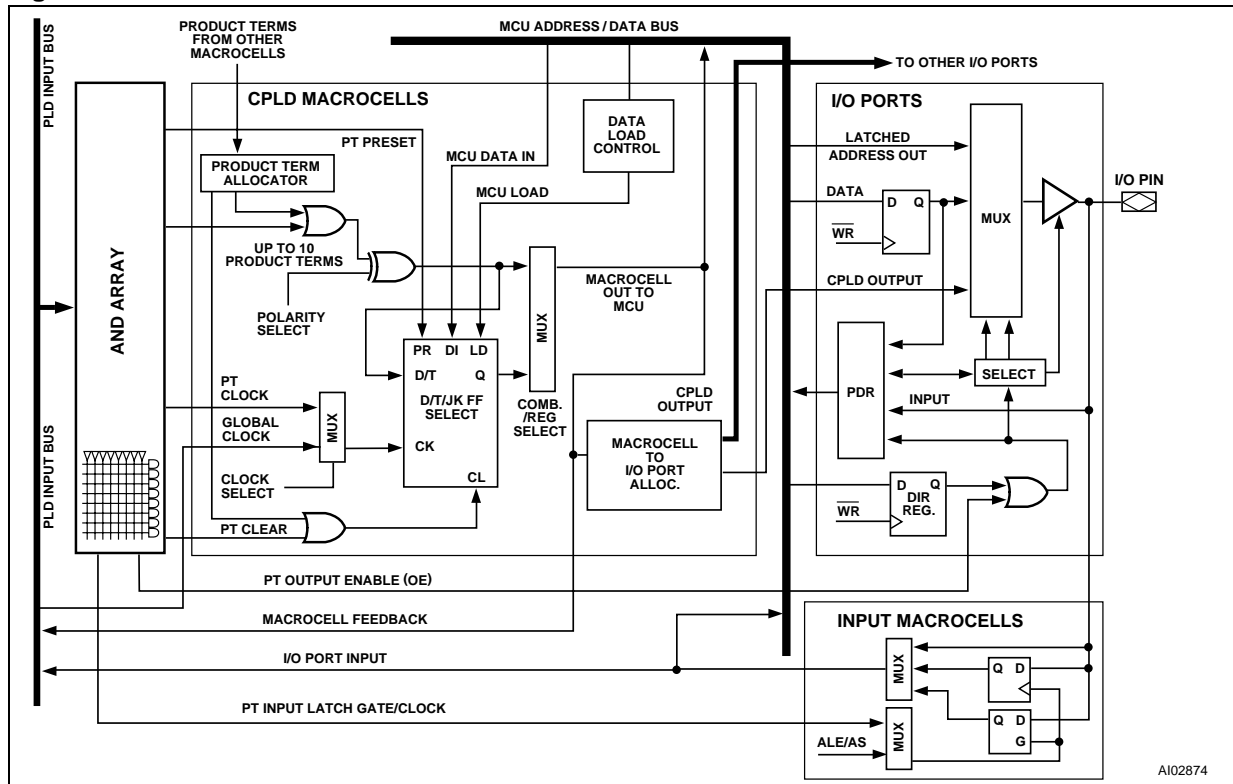 PLD INPUT BUS
PRODUCT TERMS
FROM OTHER
MACROCELLS
MCU ADDRESS / DATA BUS
TO OTHER I/O PORTS
CPLD MACROCELLS
I/O PORTS
DATA
LOAD
CONTROL
LATCHED
ADDRESS OUT
PT PRESET
MCU DATA IN
PRODUCT TERM
ALLOCATOR
MCU LOAD
DATA
D Q
WR
MUX
I/O PIN
AND ARRAY
UP TO 10
PRODUCT TERMS
POLARITY
SELECT
MUX
MACROCELL
OUT TO
MCU
CPLD OUTPUT
PR DI LD
D/T Q
D/T/JK FF
SELECT
CK
CL
COMB.
/REG
SELECT
PT
CLOCK
GLOBAL
CLOCK
MUX
CLOCK
SELECT
PT CLEAR
CPLD
OUTPUT
MACROCELL
TO
I/O PORT
ALLOC.
PDR
SELECT
INPUT
D Q
DIR
REG.
WR
PLD INPUT BUS
PT OUTPUT ENABLE (OE)
MACROCELL FEEDBACK
I/O PORT INPUT
PT INPUT LATCH GATE/CLOCK
INPUT MACROCELLS
MUX
Q D
Q D
G
MUX
ALE/AS
AI02874